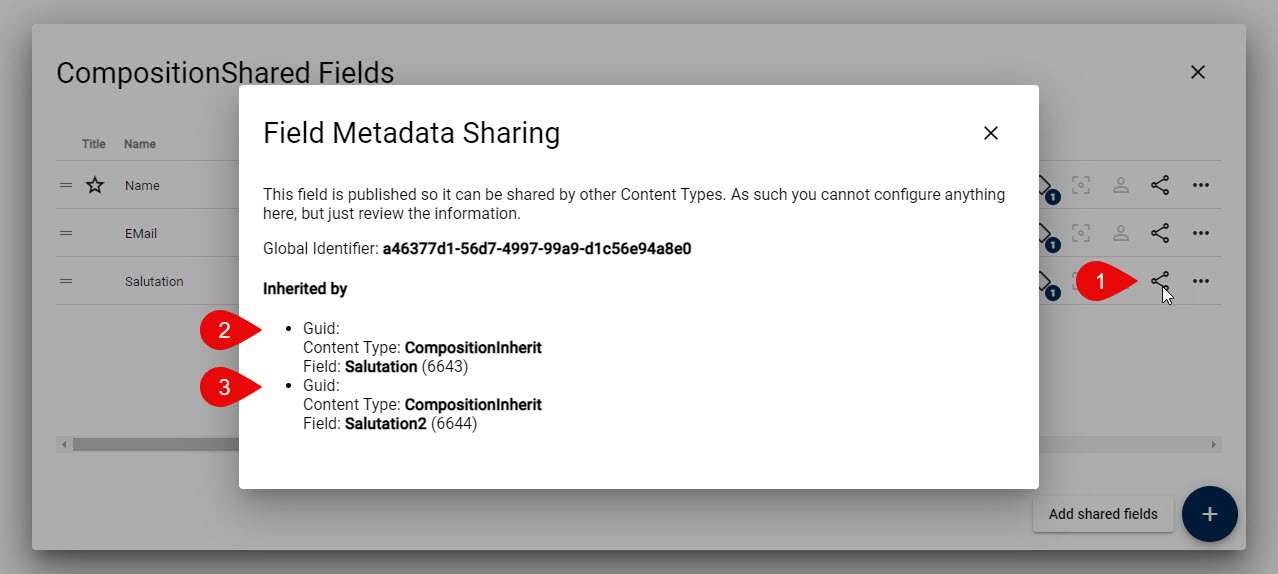 CompositionShared Fields
Field Metadata Sharing
Title Name
This field is published so it can be shared by other Content Types. As such you cannot configure anything
here, but just review the information.
Name
1
EMail
1
Global Identifier: a46377d1-56d7-4997-99a9-d1c56e94a8e0
Salutation
1
1
Inherited by
2
Guid:
Content Type: CompositionInherit
Field: Salutation (6643)
3
Guid:
Content Type: CompositionInherit
Field: Salutation2 (6644)
Add shared fields